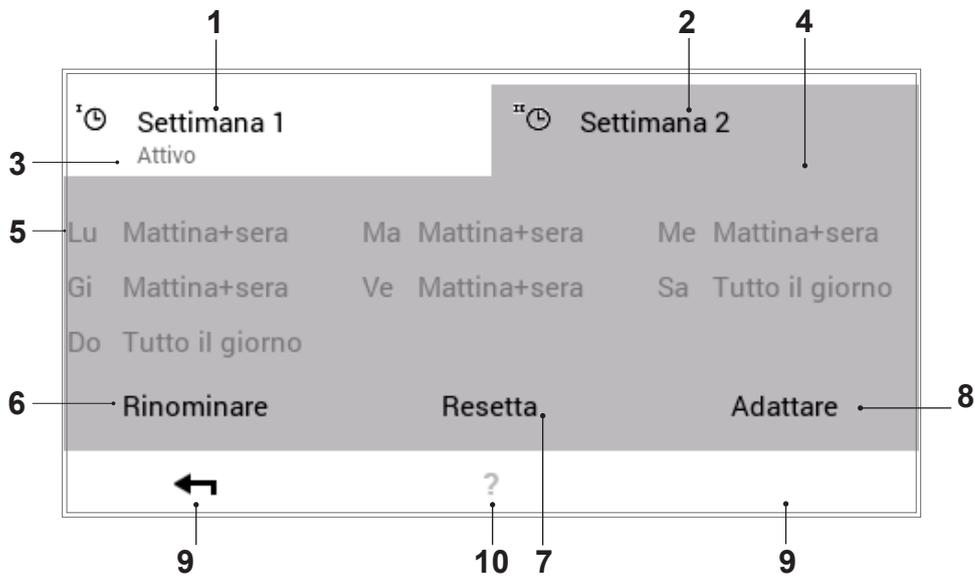 1 2 4
I Settimana 1 II Settimana 2
3 Attivo
5 Lu Mattina+sera Ma Mattina+sera Me Mattina+sera
Gi Mattina+sera Ve Mattina+sera Sa Tutto il giorno
Do Tutto il giorno
6 Rinominare Resetta Adattare 8
?
9 10 7 9